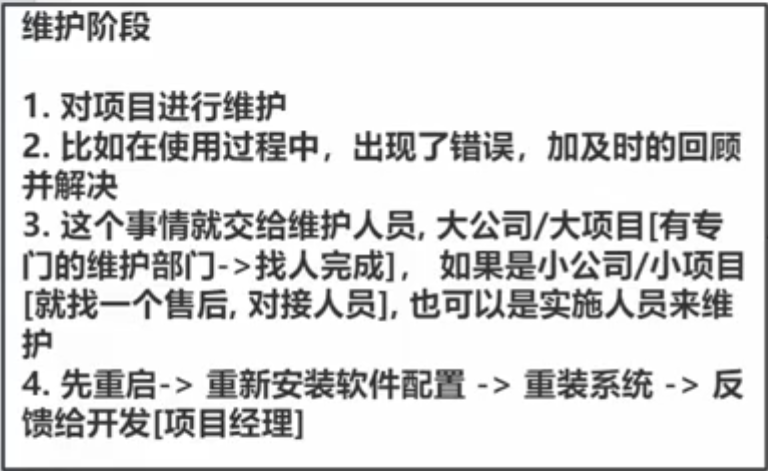 维护阶段
1. 对项目进行维护
2. 比如在使用过程中，出现了错误，加及时的回顾
并解决
3. 这个事情就交给维护人员, 大公司/大项目[有专
门的维护部门->找人完成]， 如果是小公司/小项目
[就找一个售后, 对接人员], 也可以是实施人员来维
护
4. 先重启-> 重新安装软件配置 -> 重装系统 -> 反
馈给开发[项目经理]